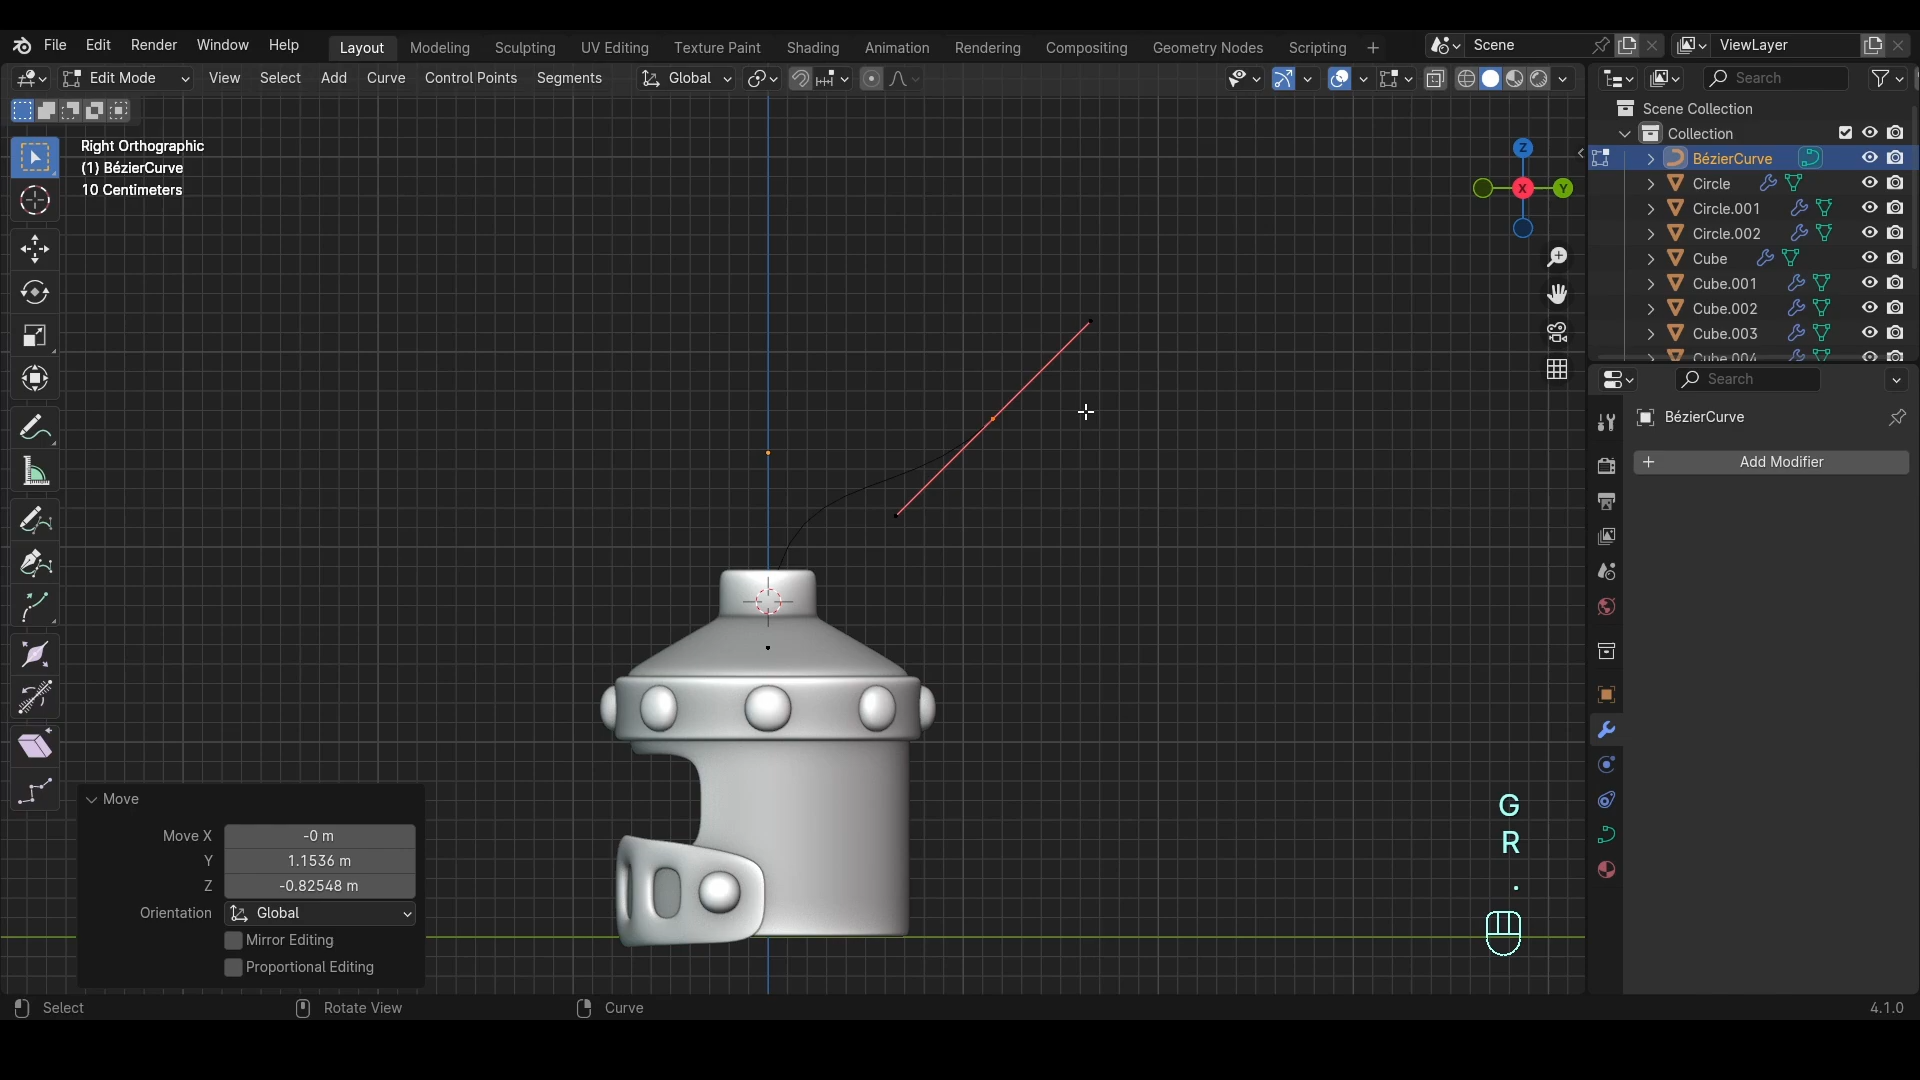 File Edit Render Window Help Layout Modeling Sculpting UV Editing Texture Paint Shading Animation Rendering Compositing Geometry Nodes Scripting + Scene ViewLayer
Edit Mode View Select Add Curve Control Points Segments Global Search
Right Orthographic
(1) BézierCurve
10 Centimeters
Z
X
Y
Scene Collection
Collection
BézierCurve
Circle
Circle.001
Circle.002
Cube
Cube.001
Cube.002
Cube.003
Cube.004
Search
BézierCurve
+ Add Modifier
Move
Move X -0 m
Y 1.1536 m
Z -0.82548 m
Orientation Global
Mirror Editing
Proportional Editing
G
R
.
Select Rotate View Curve 4.1.0